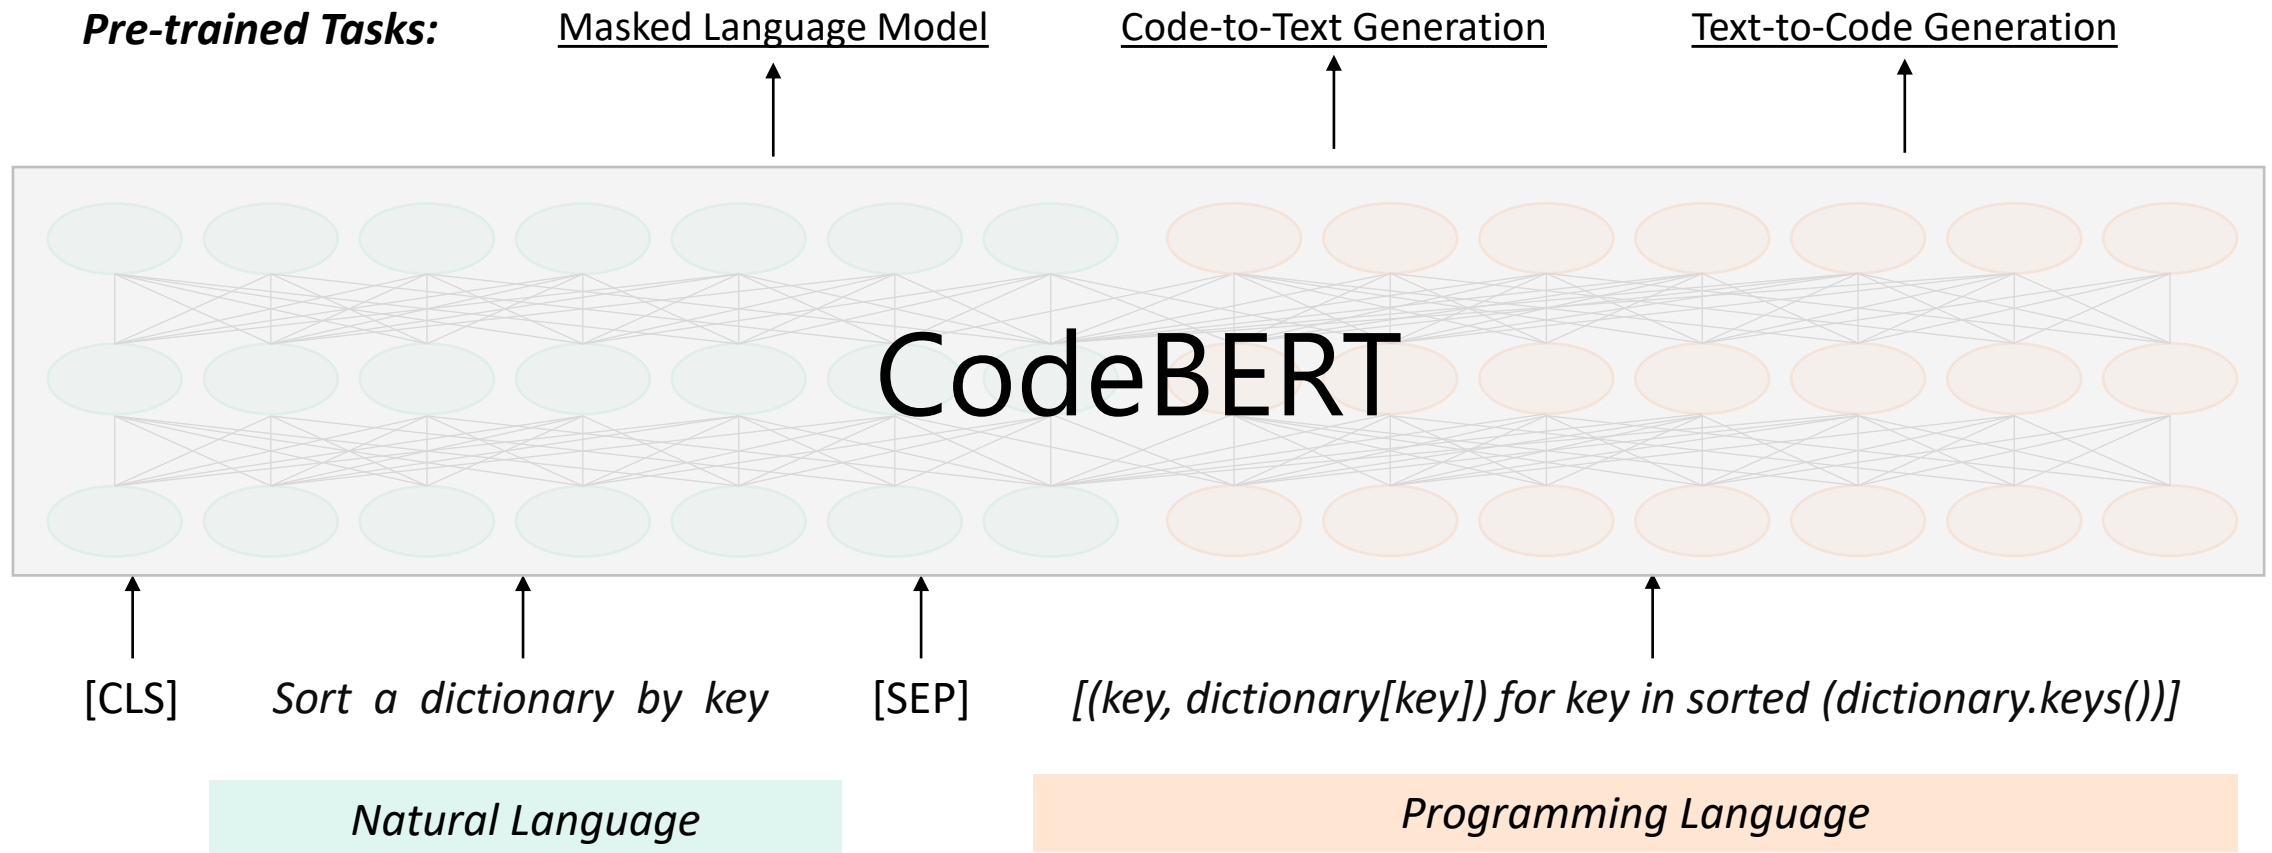 Pre-trained Tasks: Masked Language Model Code-to-Text Generation Text-to-Code Generation
CodeBERT
[CLS] Sort a dictionary by key [SEP] [(key, dictionary[key]) for key in sorted (dictionary.keys())]
Natural Language Programming Language